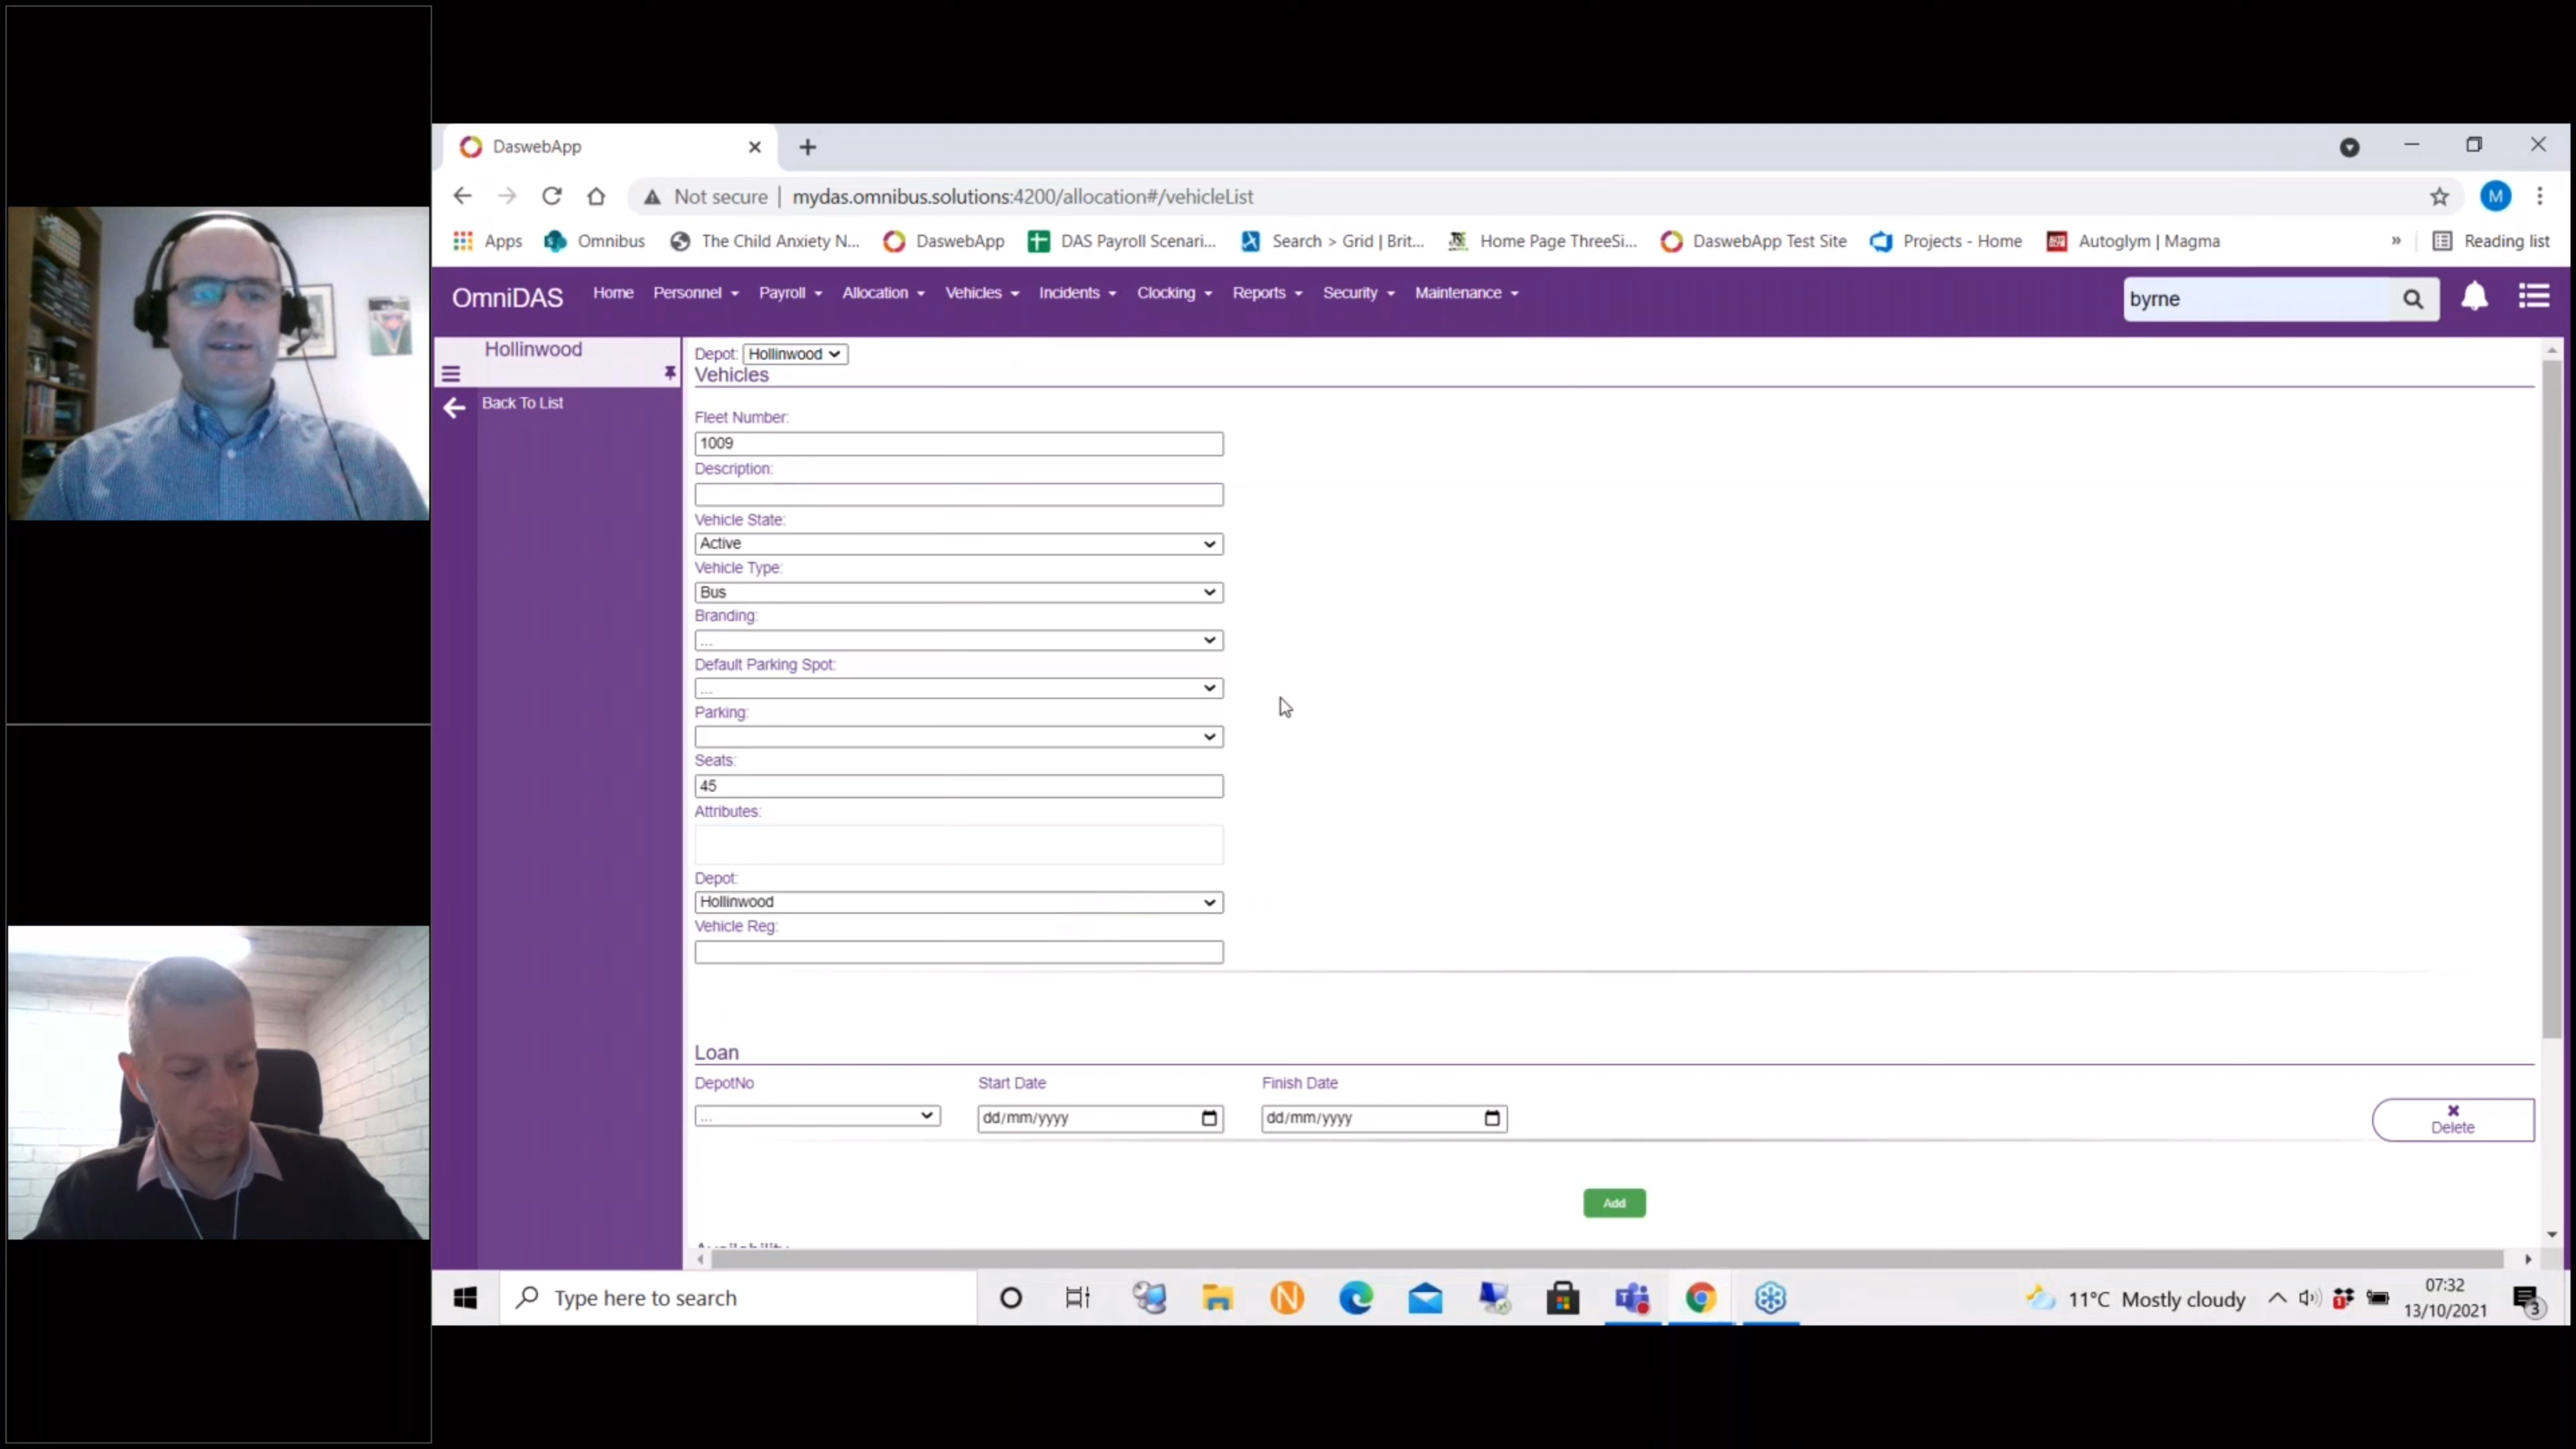 DaswebApp
Not secure | mydas.omnibus.solutions:4200/allocation#/vehicleList
M
Apps Omnibus The Child Anxiety N... DaswebApp DAS Payroll Scenari... Search > Grid | Brit... Home Page ThreeSi... DaswebApp Test Site Projects - Home Autoglym | Magma » Reading list
OmniDAS Home Personnel Payroll Allocation Vehicles Incidents Clocking Reports Security Maintenance byrne
Hollinwood
Back To List
Depot: Hollinwood
Vehicles
Fleet Number:
1009
Description:
Vehicle State:
Active
Vehicle Type:
Bus
Branding:
...
Default Parking Spot:
...
Parking:
Seats:
45
Attributes:
Depot:
Hollinwood
Vehicle Reg:
Loan
DepotNo Start Date Finish Date
... dd/mm/yyyy dd/mm/yyyy
Delete
Add
Availability
Type here to search
11°C Mostly cloudy
07:32
13/10/2021
3